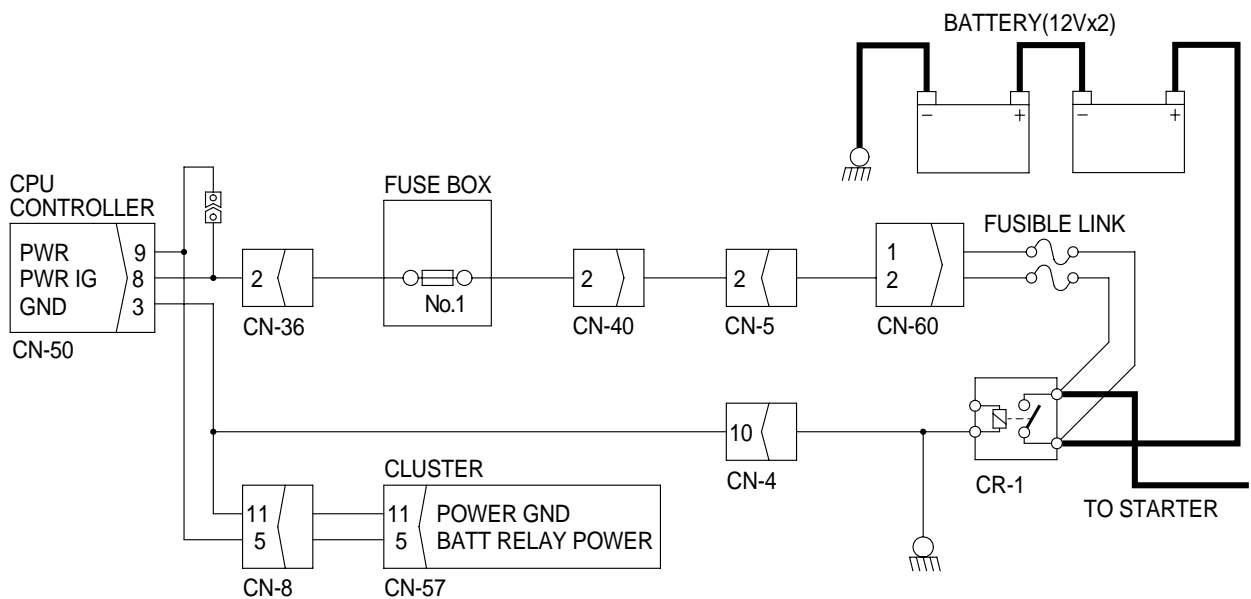 BATTERY(12Vx2)
- + - +
CPU
CONTROLLER
FUSE BOX
FUSIBLE LINK
PWR 9
PWR IG 8
GND 3
2
No.1
2
2
1
2
CN-50
CN-36
CN-40
CN-5
CN-60
10
CN-4
CR-1
TO STARTER
CLUSTER
11 11 POWER GND
5 5 BATT RELAY POWER
CN-8
CN-57